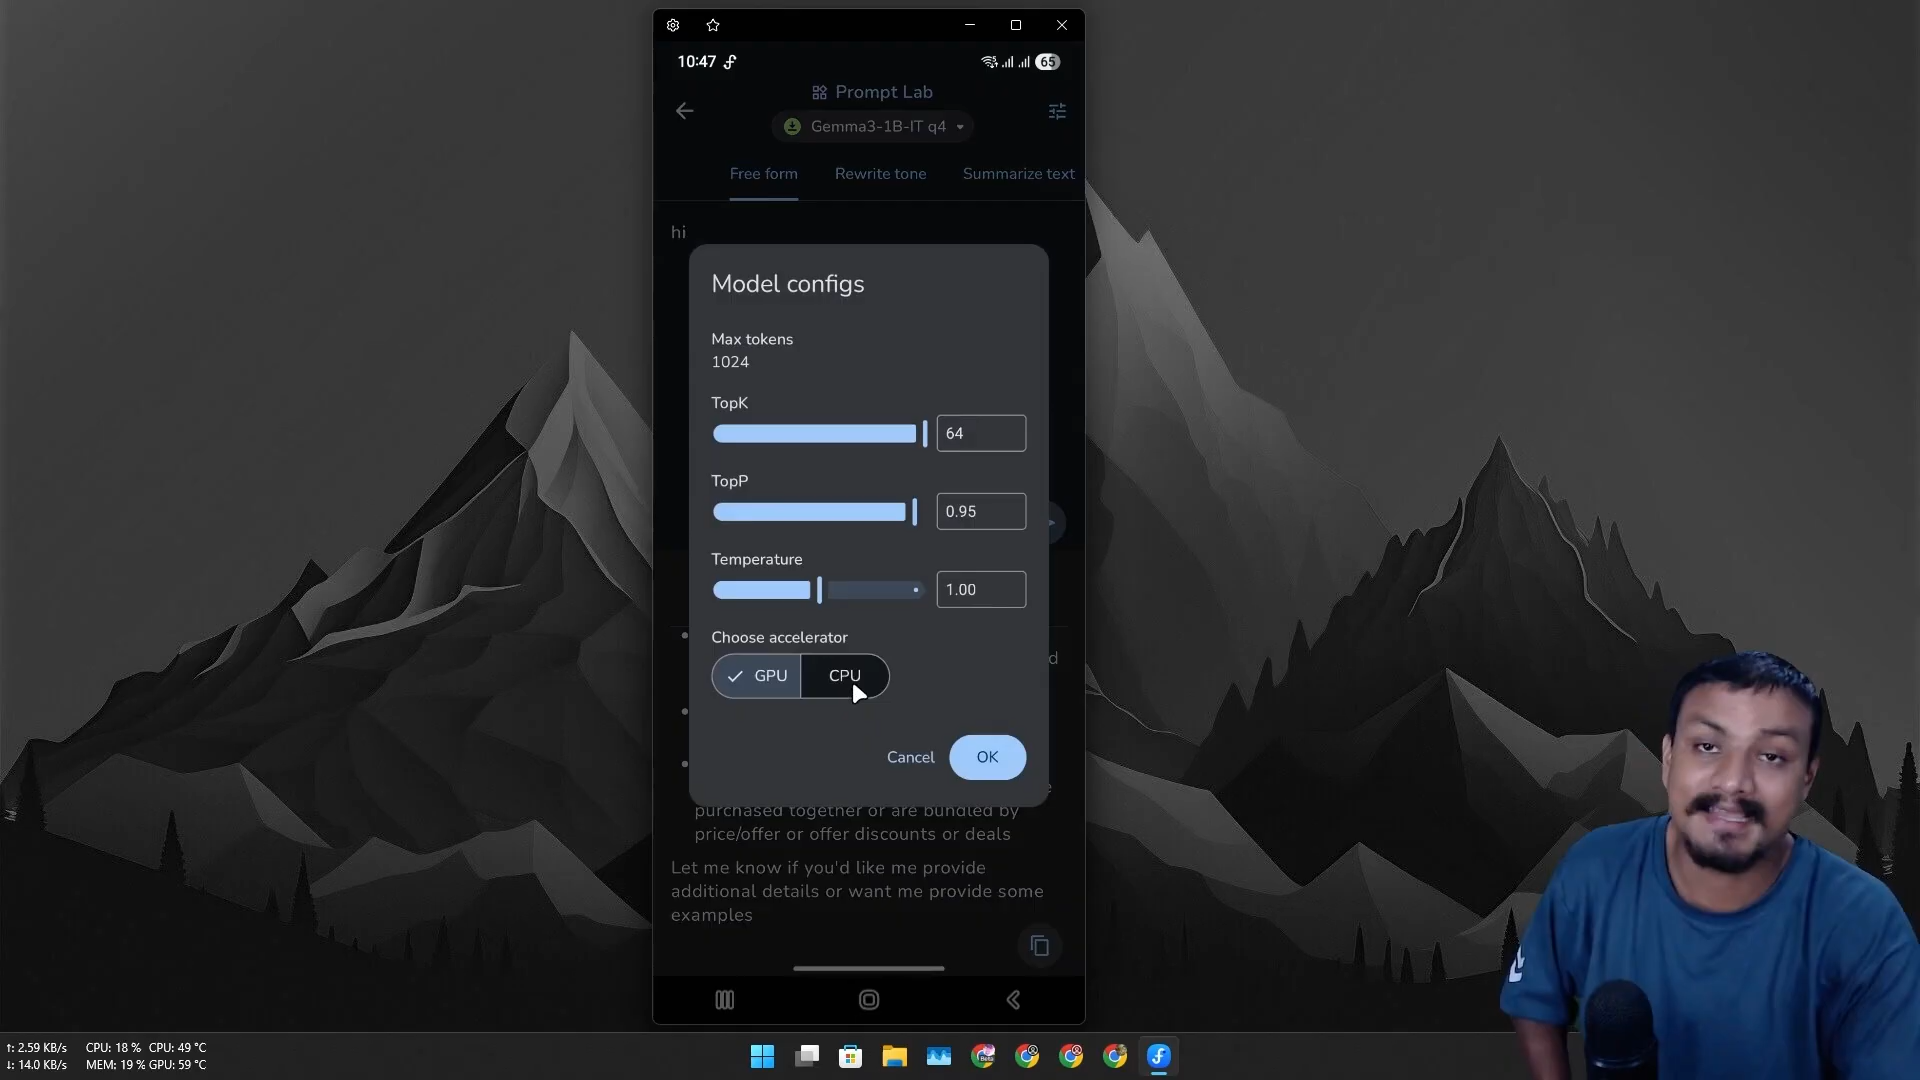 10:47
65
Prompt Lab
Gemma3-1B-IT q4
Free form
Rewrite tone
Summarize text
hi
Model configs
Max tokens
1024
TopK
64
TopP
0.95
Temperature
1.00
Choose accelerator
GPU
CPU
d
Cancel
OK
e
purchased together or are bundled by
price/offer or offer discounts or deals
Let me know if you'd like me provide
additional details or want me provide some
examples
↑: 2.59 KB/s CPU: 18 % CPU: 49 °C
↓: 14.0 KB/s MEM: 19 % GPU: 59 °C
Beta